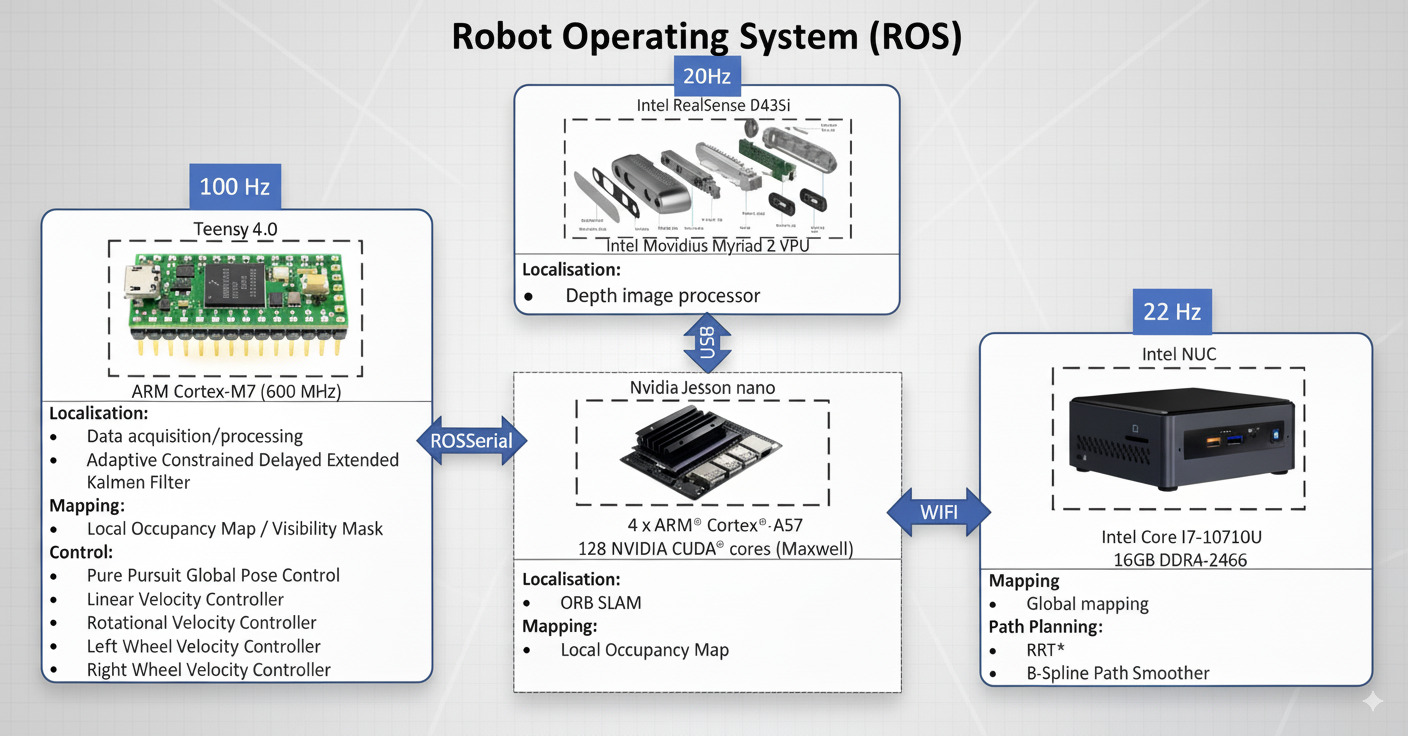 Robot Operating System (ROS)
20Hz
Intel RealSense D43Si
Intel Movidius Myriad 2 VPU
Localisation:
• Depth image processor
100 Hz
Teensy 4.0
ARM Cortex-M7 (600 MHz)
Localization:
• Data acquisition/processing
• Adaptive Constrained Delayed Extended
Kalmen Filter
Mapping:
• Local Occupancy Map / Visibility Mask
Control:
• Pure Pursuit Global Pose Control
• Linear Velocity Controller
• Rotational Velocity Controller
• Left Wheel Velocity Controller
• Right Wheel Velocity Controller
ROSSerial
USB
Nvidia Jesson nano
4 x ARM® Cortex®-A57
128 NVIDIA CUDA® cores (Maxwell)
Localisation:
• ORB SLAM
Mapping:
• Local Occupancy Map
WIFI
22 Hz
Intel NUC
Intel Core I7-10710U
16GB DDRA-2466
Mapping
• Global mapping
Path Planning:
• RRT*
• B-Spline Path Smoother